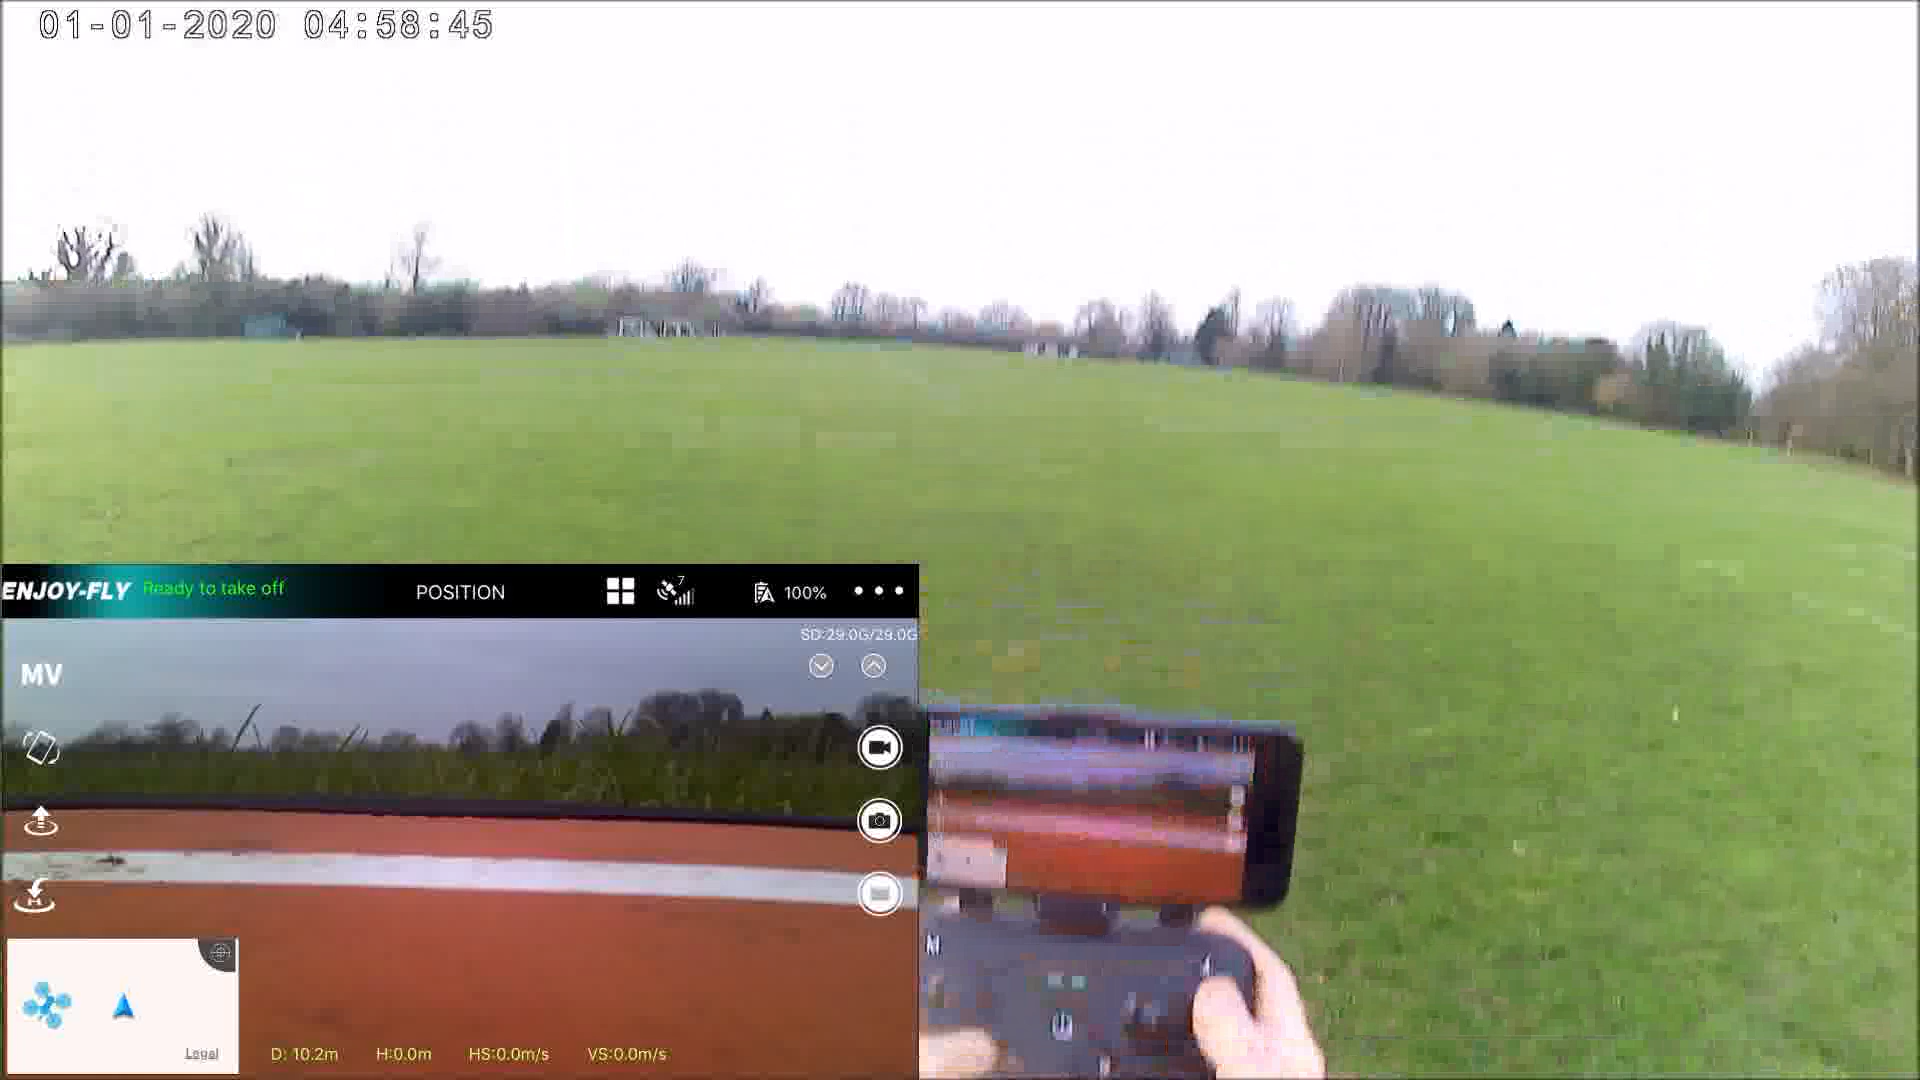 01-01-2020 04:58:45
ENJOY-FLY Ready to take off POSITION 7 100%
SD:29.0G/29.0G
MV
M
H
Legal D: 10.2m H:0.0m HS:0.0m/s VS:0.0m/s